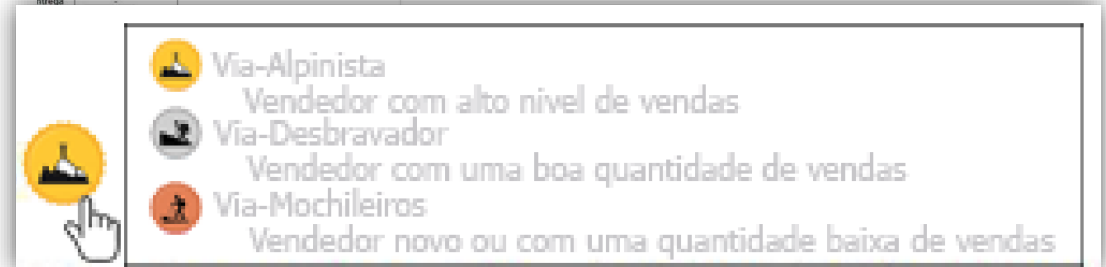 ntrega
Via-Alpinista
Vendedor com alto nivel de vendas
Via-Desbravador
Vendedor com uma boa quantidade de vendas
Via-Mochileiros
Vendedor novo ou com uma quantidade baixa de vendas